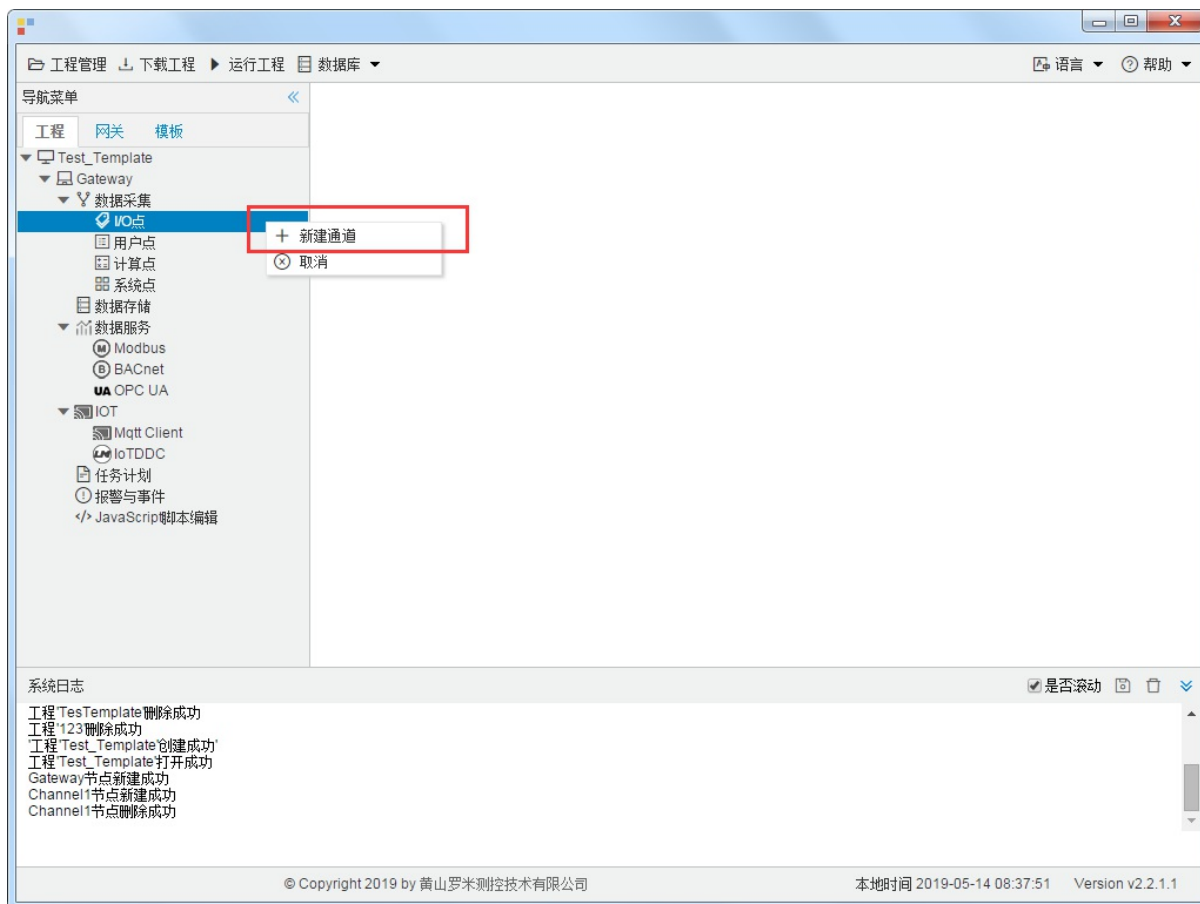 工程管理 下载工程 运行工程 数据库 语言 帮助
导航菜单
工程 网关 模板
Test_Template
Gateway
数据采集
I/O点
新建通道
用户点
计算点
取消
系统点
数据存储
数据服务
M Modbus
B BACnet
UA OPC UA
IOT
Mqtt Client
IoTDDC
任务计划
报警与事件
</> JavaScript脚本编辑
系统日志 是否滚动
工程'TesTemplate'删除成功
工程'123'删除成功
'工程'Test_Template'创建成功'
工程'Test_Template'打开成功
Gateway节点新建成功
Channel1节点新建成功
Channel1节点删除成功
© Copyright 2019 by 黄山罗米测控技术有限公司 本地时间 2019-05-14 08:37:51 Version v2.2.1.1